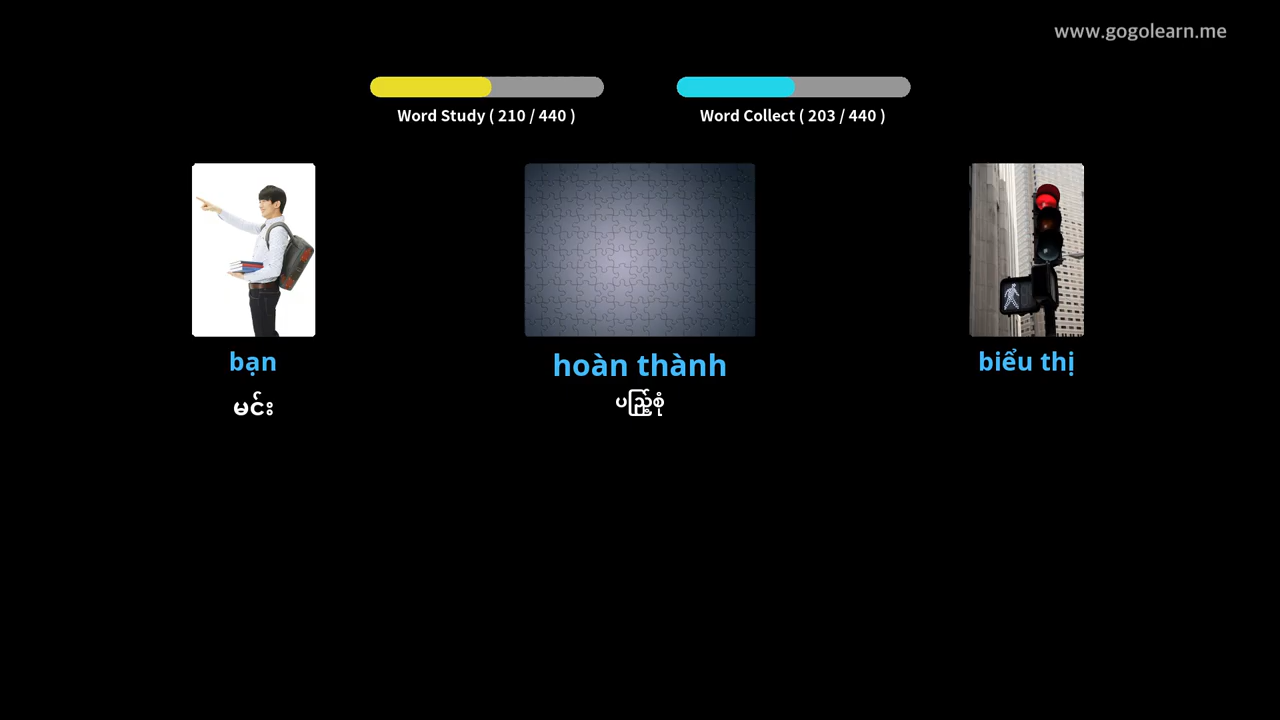 www.gogolearn.me
Word Study ( 210 / 440 )
Word Collect ( 203 / 440 )
bạn
hoàn thành
biểu thị
မင်း
ပည့်စုံ